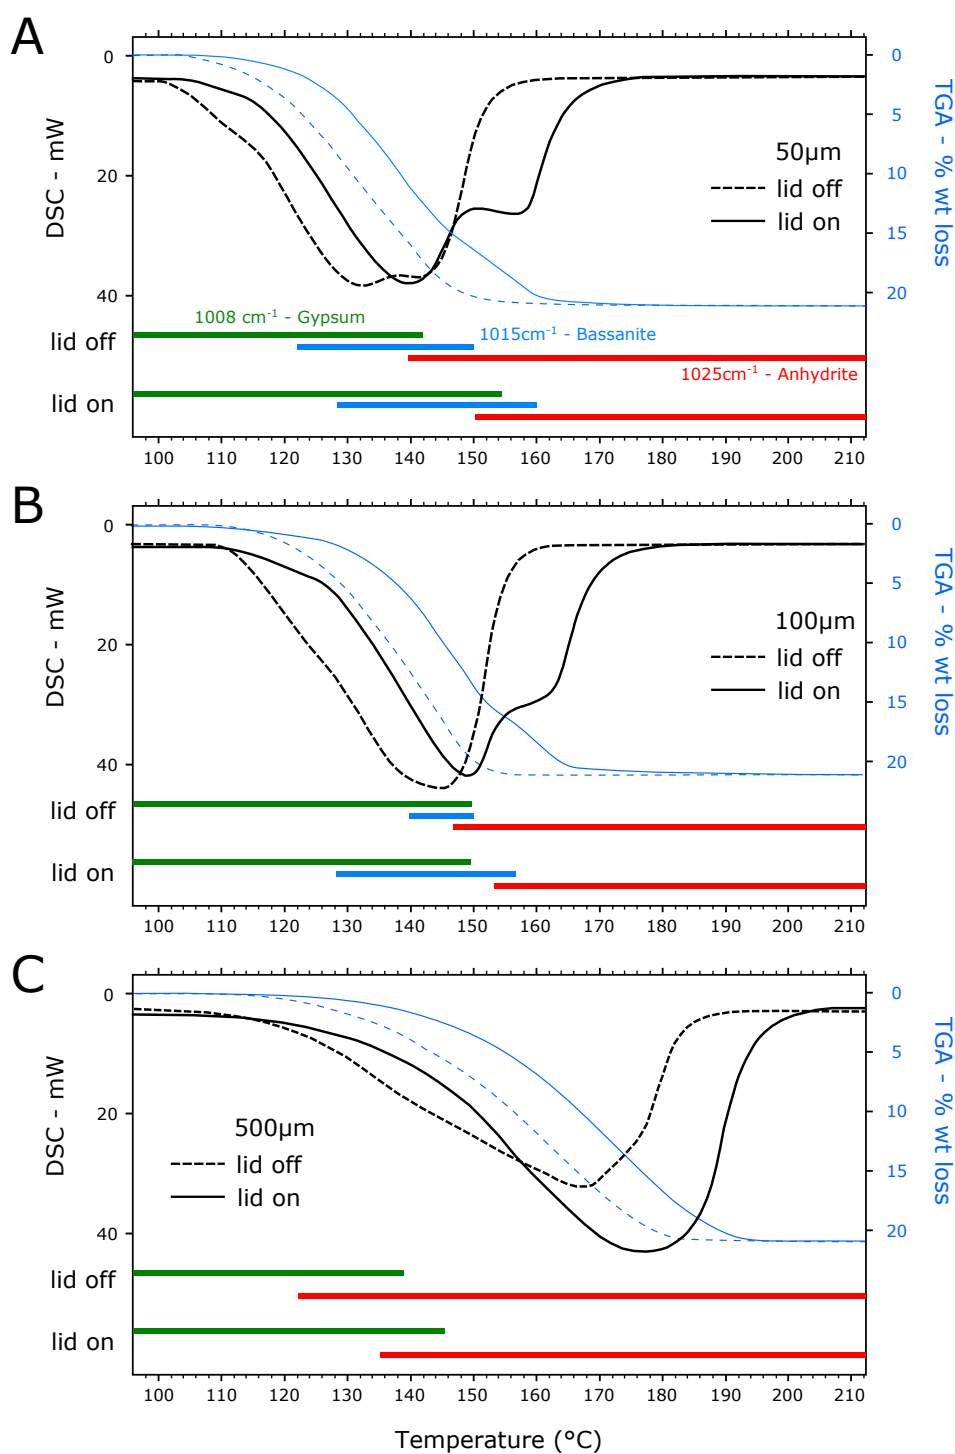 A
0
20
40
DSC - mW
0
5
10
15
20
TGA - % wt loss
50µm
lid off
lid on
1008 cm⁻¹ - Gypsum
1015cm⁻¹ - Bassanite
1025cm⁻¹ - Anhydrite
lid off
lid on
100 110 120 130 140 150 160 170 180 190 200 210
B
0
20
40
DSC - mW
0
5
10
15
20
TGA - % wt loss
100µm
lid off
lid on
lid off
lid on
100 110 120 130 140 150 160 170 180 190 200 210
C
0
20
40
DSC - mW
0
5
10
15
20
TGA - % wt loss
500µm
lid off
lid on
lid off
lid on
100 110 120 130 140 150 160 170 180 190 200 210
Temperature (°C)